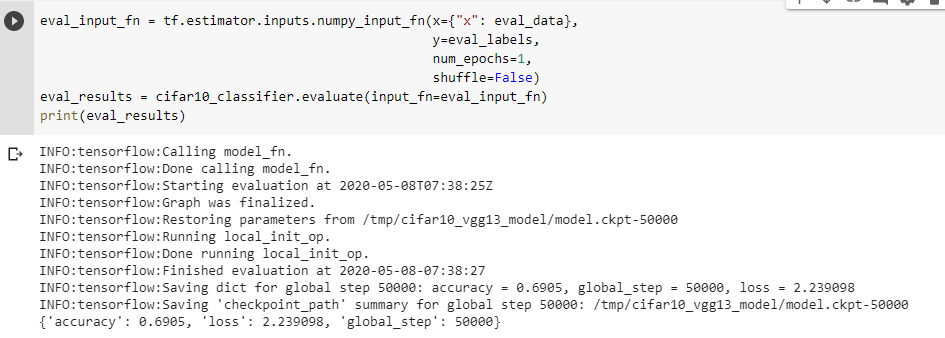 eval_input_fn = tf.estimator.inputs.numpy_input_fn(x={"x": eval_data},
y=eval_labels,
num_epochs=1,
shuffle=False)
eval_results = cifar10_classifier.evaluate(input_fn=eval_input_fn)
print(eval_results)
INFO:tensorflow:Calling model_fn.
INFO:tensorflow:Done calling model_fn.
INFO:tensorflow:Starting evaluation at 2020-05-08T07:38:25Z
INFO:tensorflow:Graph was finalized.
INFO:tensorflow:Restoring parameters from /tmp/cifar10_vgg13_model/model.ckpt-50000
INFO:tensorflow:Running local_init_op.
INFO:tensorflow:Done running local_init_op.
INFO:tensorflow:Finished evaluation at 2020-05-08-07:38:27
INFO:tensorflow:Saving dict for global step 50000: accuracy = 0.6905, global_step = 50000, loss = 2.239098
INFO:tensorflow:Saving 'checkpoint_path' summary for global step 50000: /tmp/cifar10_vgg13_model/model.ckpt-50000
{'accuracy': 0.6905, 'loss': 2.239098, 'global_step': 50000}